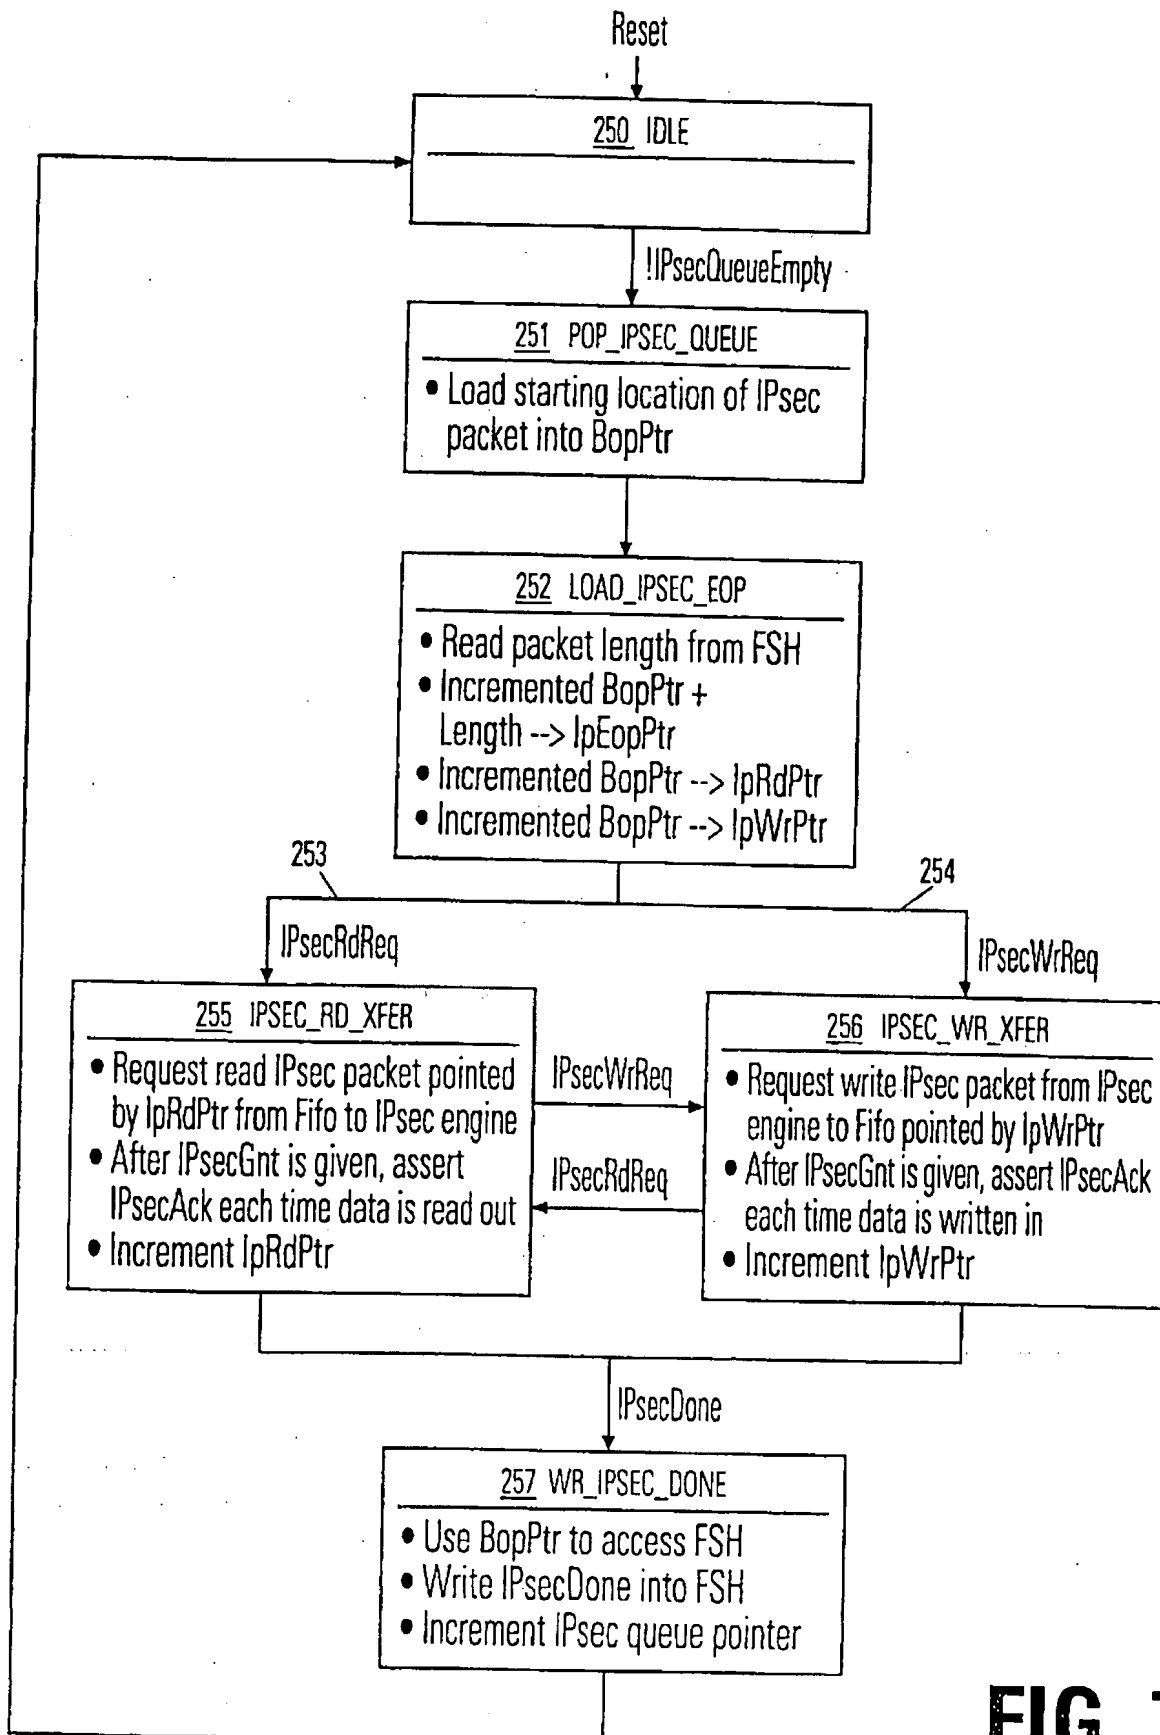 Reset
250 IDLE
!IPsecQueueEmpty
251 POP_IPSEC_QUEUE
• Load starting location of IPsec
packet into BopPtr
252 LOAD_IPSEC_EOP
• Read packet length from FSH
• Incremented BopPtr +
Length --> IpEopPtr
• Incremented BopPtr --> IpRdPtr
• Incremented BopPtr --> IpWrPtr
253
254
IPsecRdReq
IPsecWrReq
255 IPSEC_RD_XFER
• Request read IPsec packet pointed
by IpRdPtr from Fifo to IPsec engine
• After IPsecGnt is given, assert
IPsecAck each time data is read out
• Increment IpRdPtr
IPsecWrReq
IPsecRdReq
256 IPSEC_WR_XFER
• Request write IPsec packet from IPsec
engine to Fifo pointed by IpWrPtr
• After IPsecGnt is given, assert IPsecAck
each time data is written in
• Increment IpWrPtr
IPsecDone
257 WR_IPSEC_DONE
• Use BopPtr to access FSH
• Write IPsecDone into FSH
• Increment IPsec queue pointer
FIG.